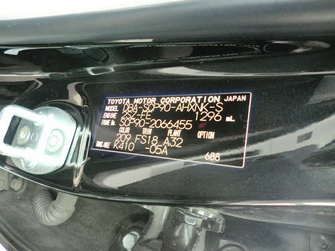 TOYOTA MOTOR CORPORATION JAPAN
MODEL DBA-SCP90-AHXNK-S
ENGINE 2SZ-FE 1296 mL
FRAME No. SCP90-2066455
COLOR TRIM PLANT OPTION
209 FS18 A32
TRANS./AXLE K410 -05A
686